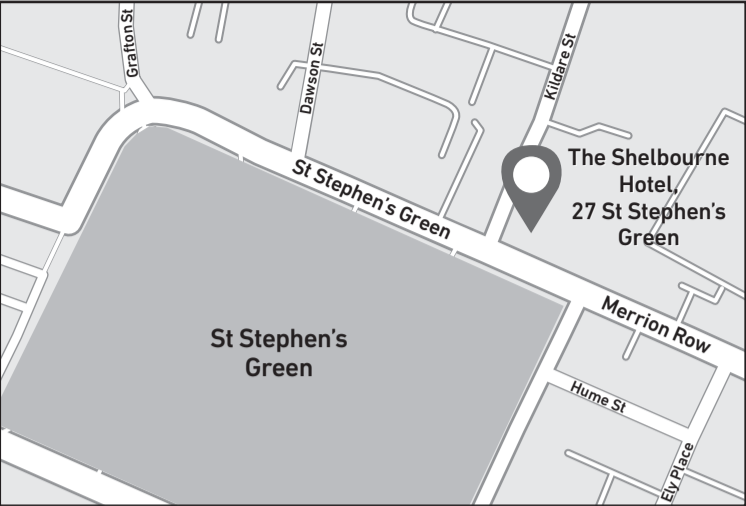 Grafton St
Dawson St
Kildare St
The Shelbourne
Hotel,
27 St Stephen's
Green
St Stephen's Green
Merrion Row
St Stephen's
Green
Hume St
Ely Place